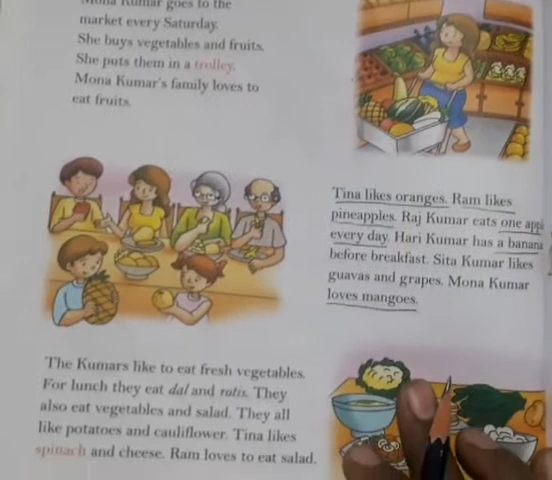 Mona Kumar goes to the
market every Saturday.
She buys vegetables and fruits.
She puts them in a trolley.
Mona Kumar's family loves to
eat fruits.
Tina likes oranges. Ram likes
pineapples. Raj Kumar eats one
every day. Hari Kumar has a banana
before breakfast. Sita Kumar likes
guavas and grapes. Mona Kumar
loves mangoes.
The Kumars like to eat fresh vegetables.
For lunch they eat dal and rotis. They
also eat vegetables and salad. They all
like potatoes and cauliflower. Tina likes
spinach and cheese. Ram loves to eat salad.